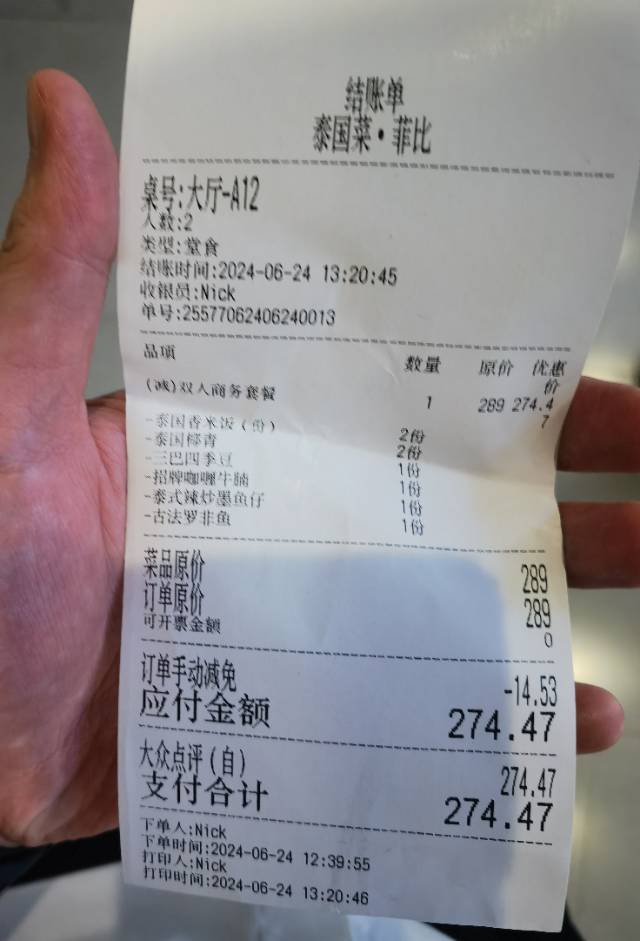 结账单
泰国菜·菲比
桌号:大厅-A12
人数:2
类型:堂食
结账时间:2024-06-24 13:20:45
收银员:Nick
单号:25577062406240013
品项 数量 原价 优惠价
(减)双人商务套餐 1 289 274.47
-泰国香米饭(份) 2份
-泰国椰青 2份
-三巴四季豆 1份
-招牌咖喱牛腩 1份
-泰式辣炒墨鱼仔 1份
-古法罗非鱼 1份
菜品原价 289
订单原价 289
可开票金额 0
订单手动减免 -14.53
应付金额 274.47
大众点评(自) 274.47
支付合计 274.47
下单人:Nick
下单时间:2024-06-24 12:39:55
打印人:Nick
打印时间:2024-06-24 13:20:46